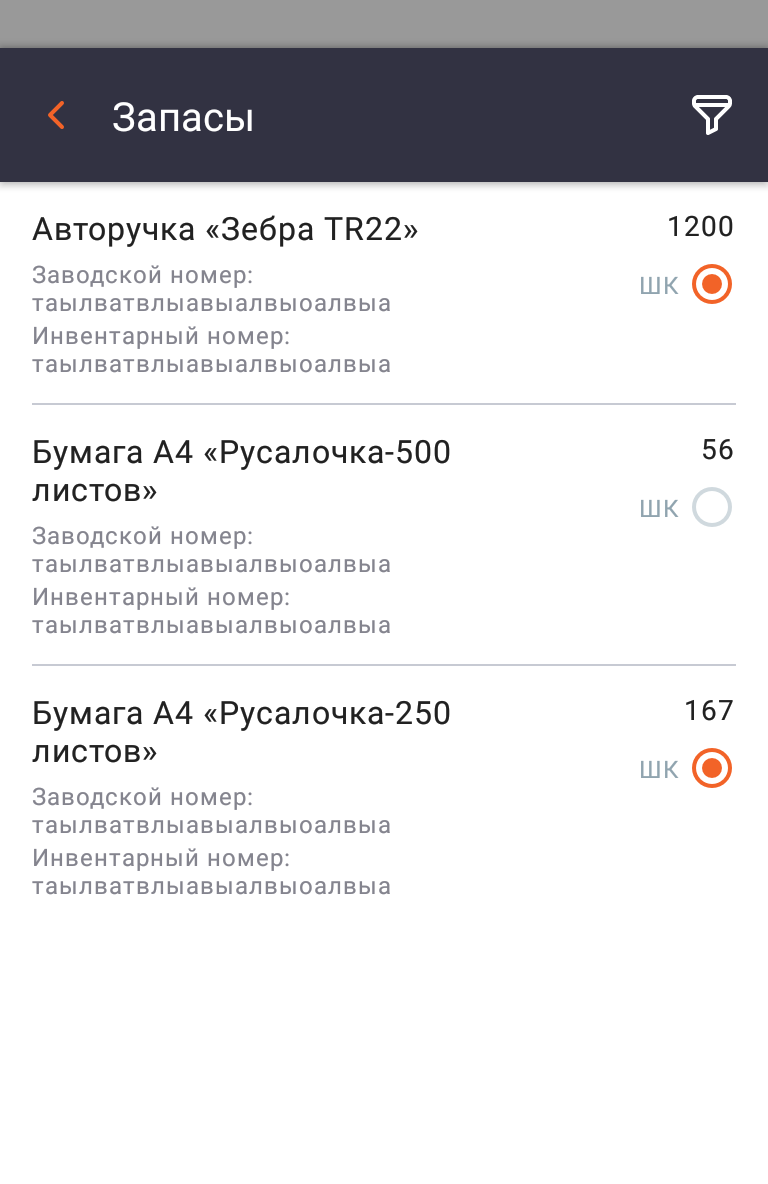 Запасы
Авторучка «Зебра TR22»
1200
Заводской номер:
таылватвлыавыалвыоалвыа
ШК
Инвентарный номер:
таылватвлыавыалвыоалвыа
Бумага А4 «Русалочка-500
листов»
56
ШК
Заводской номер:
таылватвлыавыалвыоалвыа
Инвентарный номер:
таылватвлыавыалвыоалвыа
Бумага А4 «Русалочка-250
листов»
167
ШК
Заводской номер:
таылватвлыавыалвыоалвыа
Инвентарный номер:
таылватвлыавыалвыоалвыа